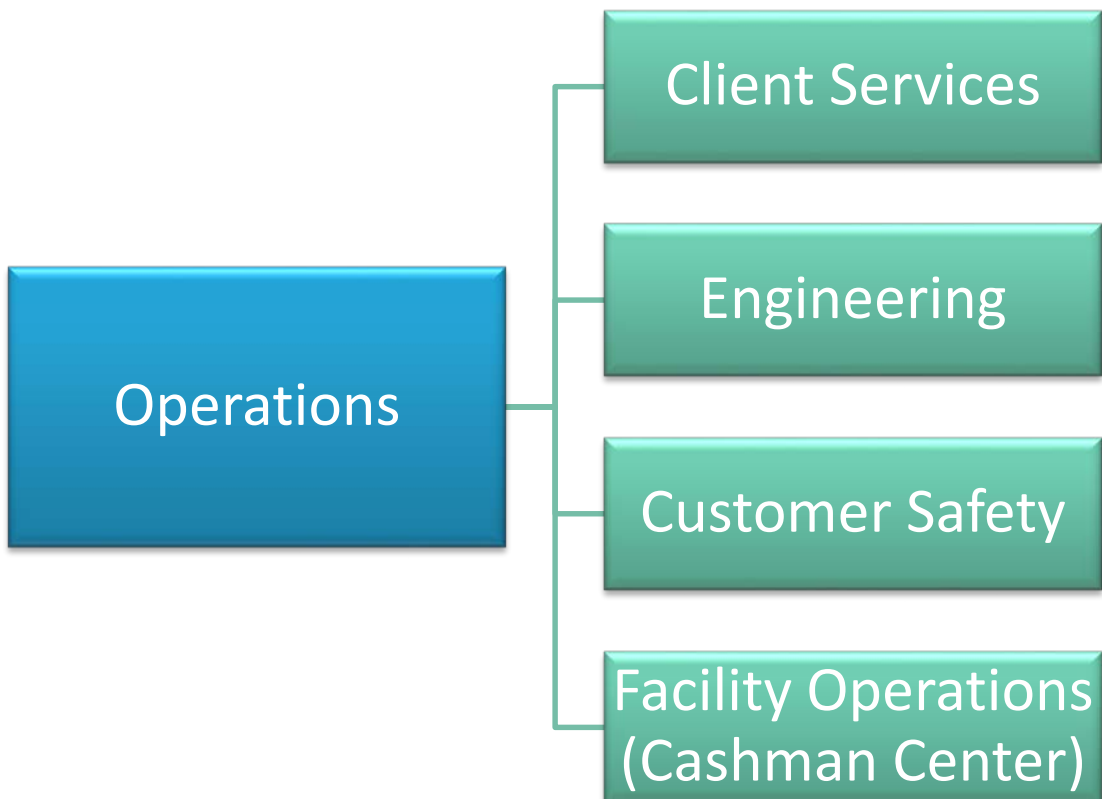 Operations
Client Services
Engineering
Customer Safety
Facility Operations
(Cashman Center)